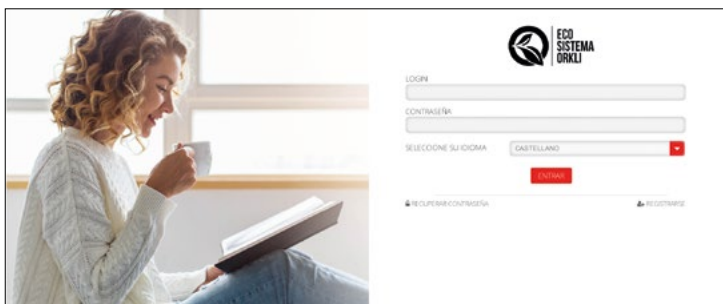 ECO
SISTEMA
ORKLI
LOGIN
CONTRASEÑA
SELECCIONE SU IDIOMA CASTELLANO
ENTRAR
RECUPERAR CONTRASEÑA REGISTRARSE